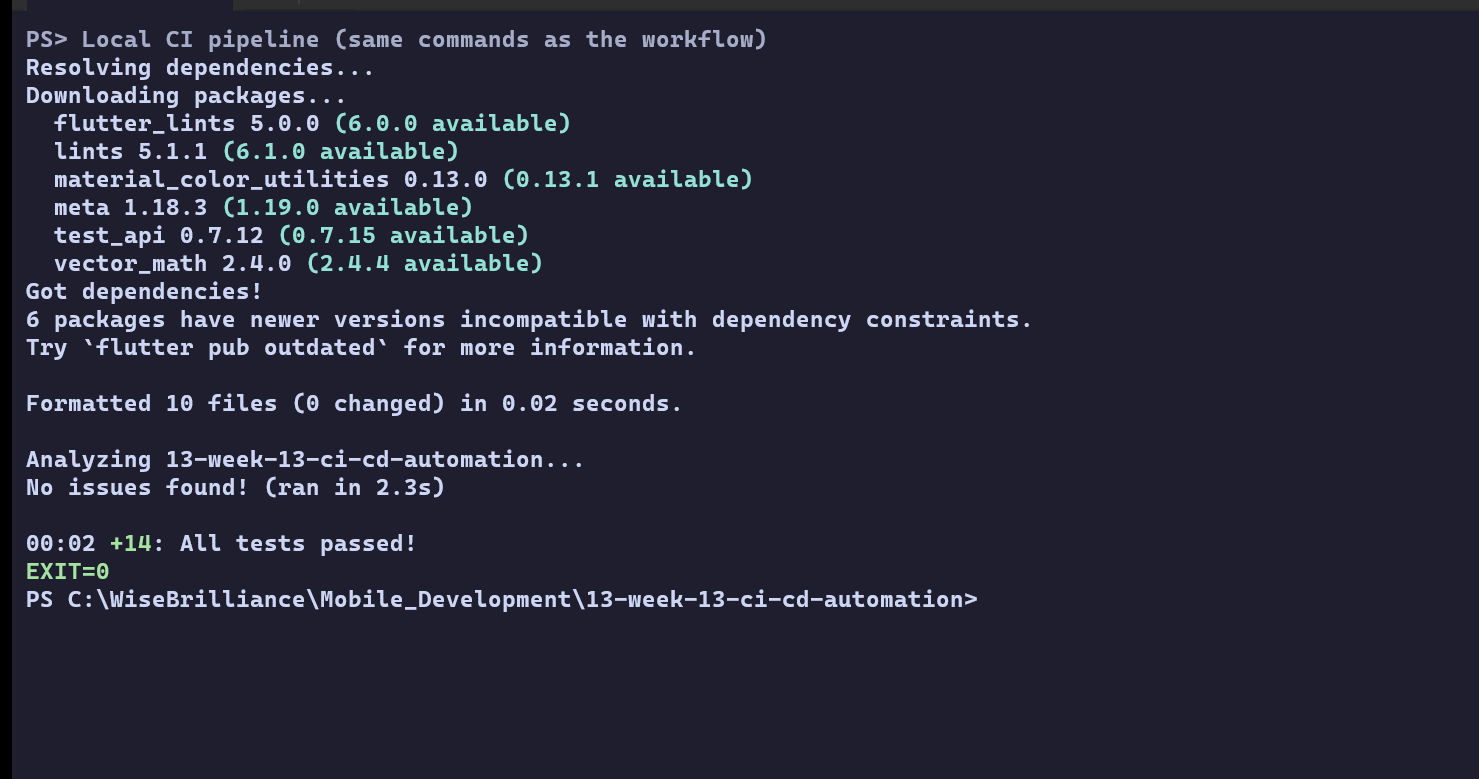 PS> Local CI pipeline (same commands as the workflow)
Resolving dependencies...
Downloading packages...
  flutter_lints 5.0.0 (6.0.0 available)
  lints 5.1.1 (6.1.0 available)
  material_color_utilities 0.13.0 (0.13.1 available)
  meta 1.18.3 (1.19.0 available)
  test_api 0.7.12 (0.7.15 available)
  vector_math 2.4.0 (2.4.4 available)
Got dependencies!
6 packages have newer versions incompatible with dependency constraints.
Try `flutter pub outdated` for more information.

Formatted 10 files (0 changed) in 0.02 seconds.

Analyzing 13-week-13-ci-cd-automation...
No issues found! (ran in 2.3s)

00:02 +14: All tests passed!
EXIT=0
PS C:\WiseBrilliance\Mobile_Development\13-week-13-ci-cd-automation>